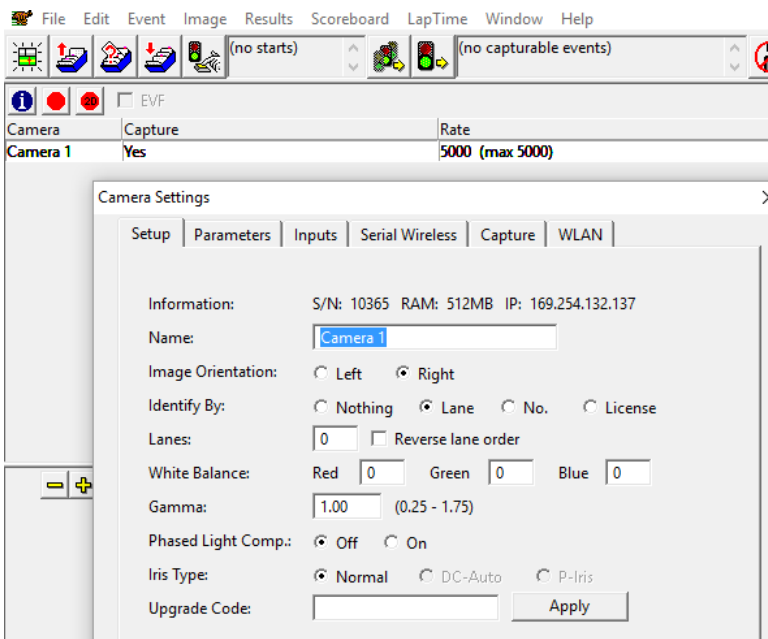 File Edit Event Image Results Scoreboard LapTime Window Help
(no starts) (no capturable events)
2D EVF
Camera Capture Rate
Camera 1 Yes 5000 (max 5000)
Camera Settings
Setup Parameters Inputs Serial Wireless Capture WLAN
Information: S/N: 10365 RAM: 512MB IP: 169.254.132.137
Name: Camera 1
Image Orientation: Left Right
Identify By: Nothing Lane No. License
Lanes: 0 Reverse lane order
White Balance: Red 0 Green 0 Blue 0
Gamma: 1.00 (0.25 - 1.75)
Phased Light Comp.: Off On
Iris Type: Normal DC-Auto P-Iris
Upgrade Code: Apply